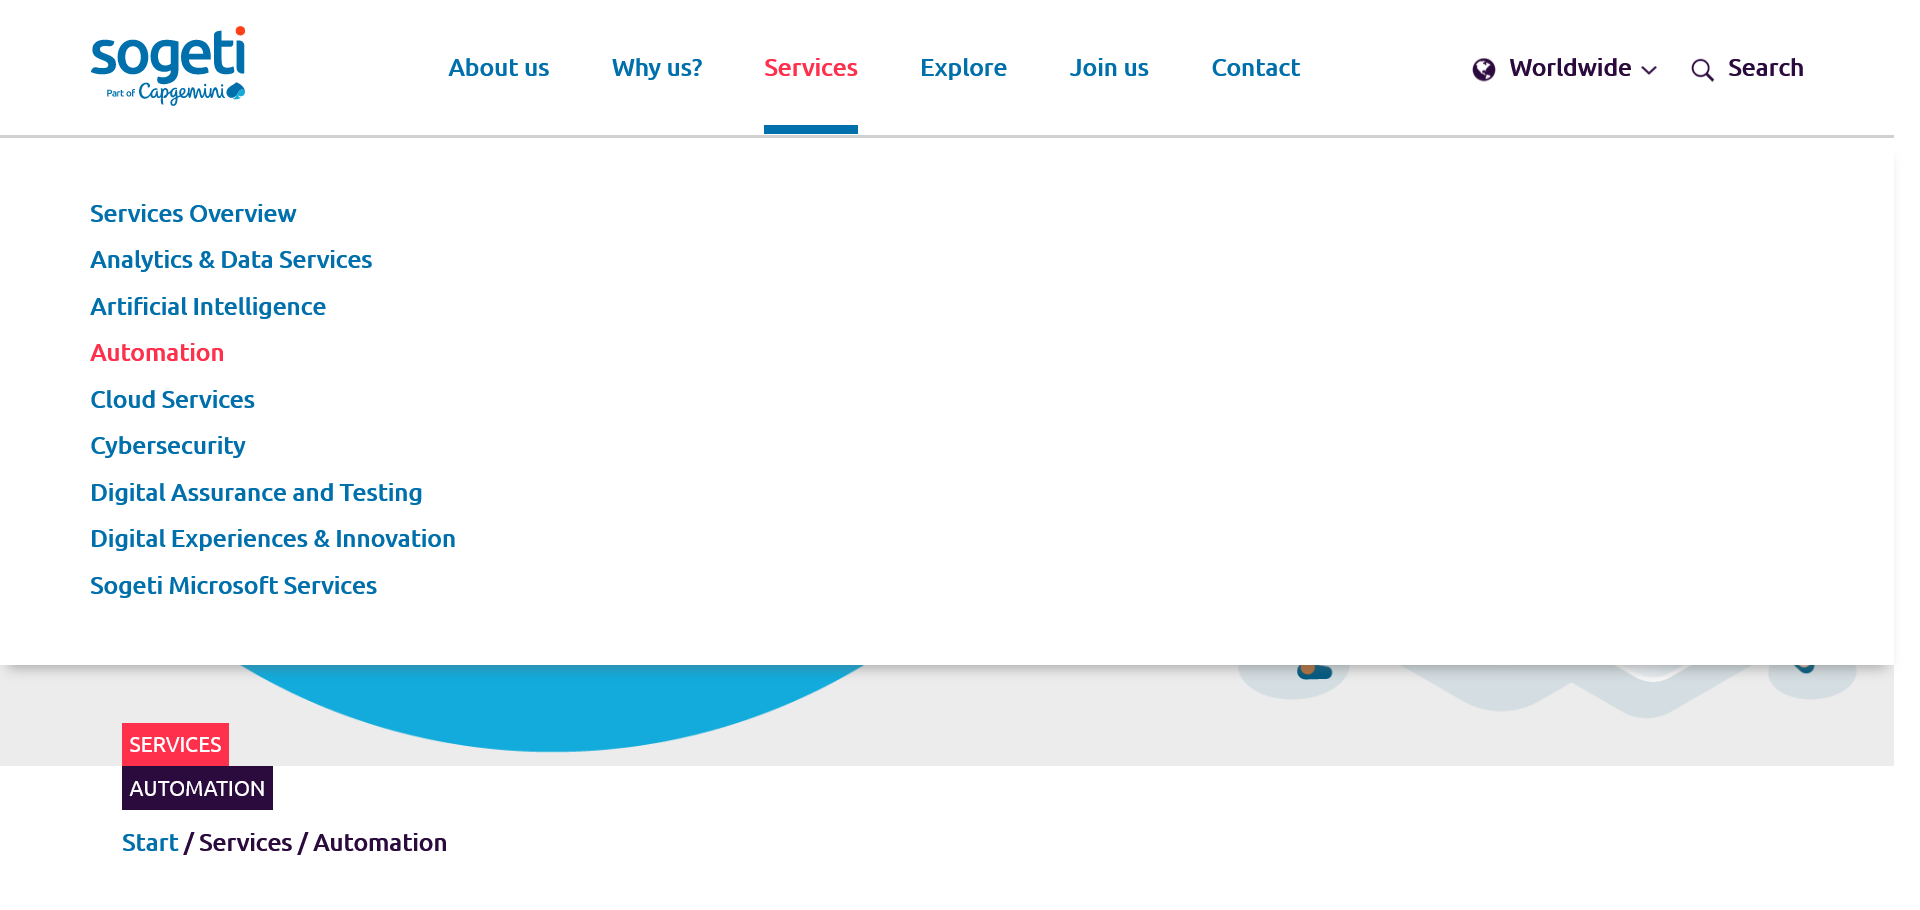 sogeti
Part of Capgemini
About us
Why us?
Services
Explore
Join us
Contact
Worldwide
Search
Services Overview
Analytics & Data Services
Artificial Intelligence
Automation
Cloud Services
Cybersecurity
Digital Assurance and Testing
Digital Experiences & Innovation
Sogeti Microsoft Services
SERVICES
AUTOMATION
Start / Services / Automation